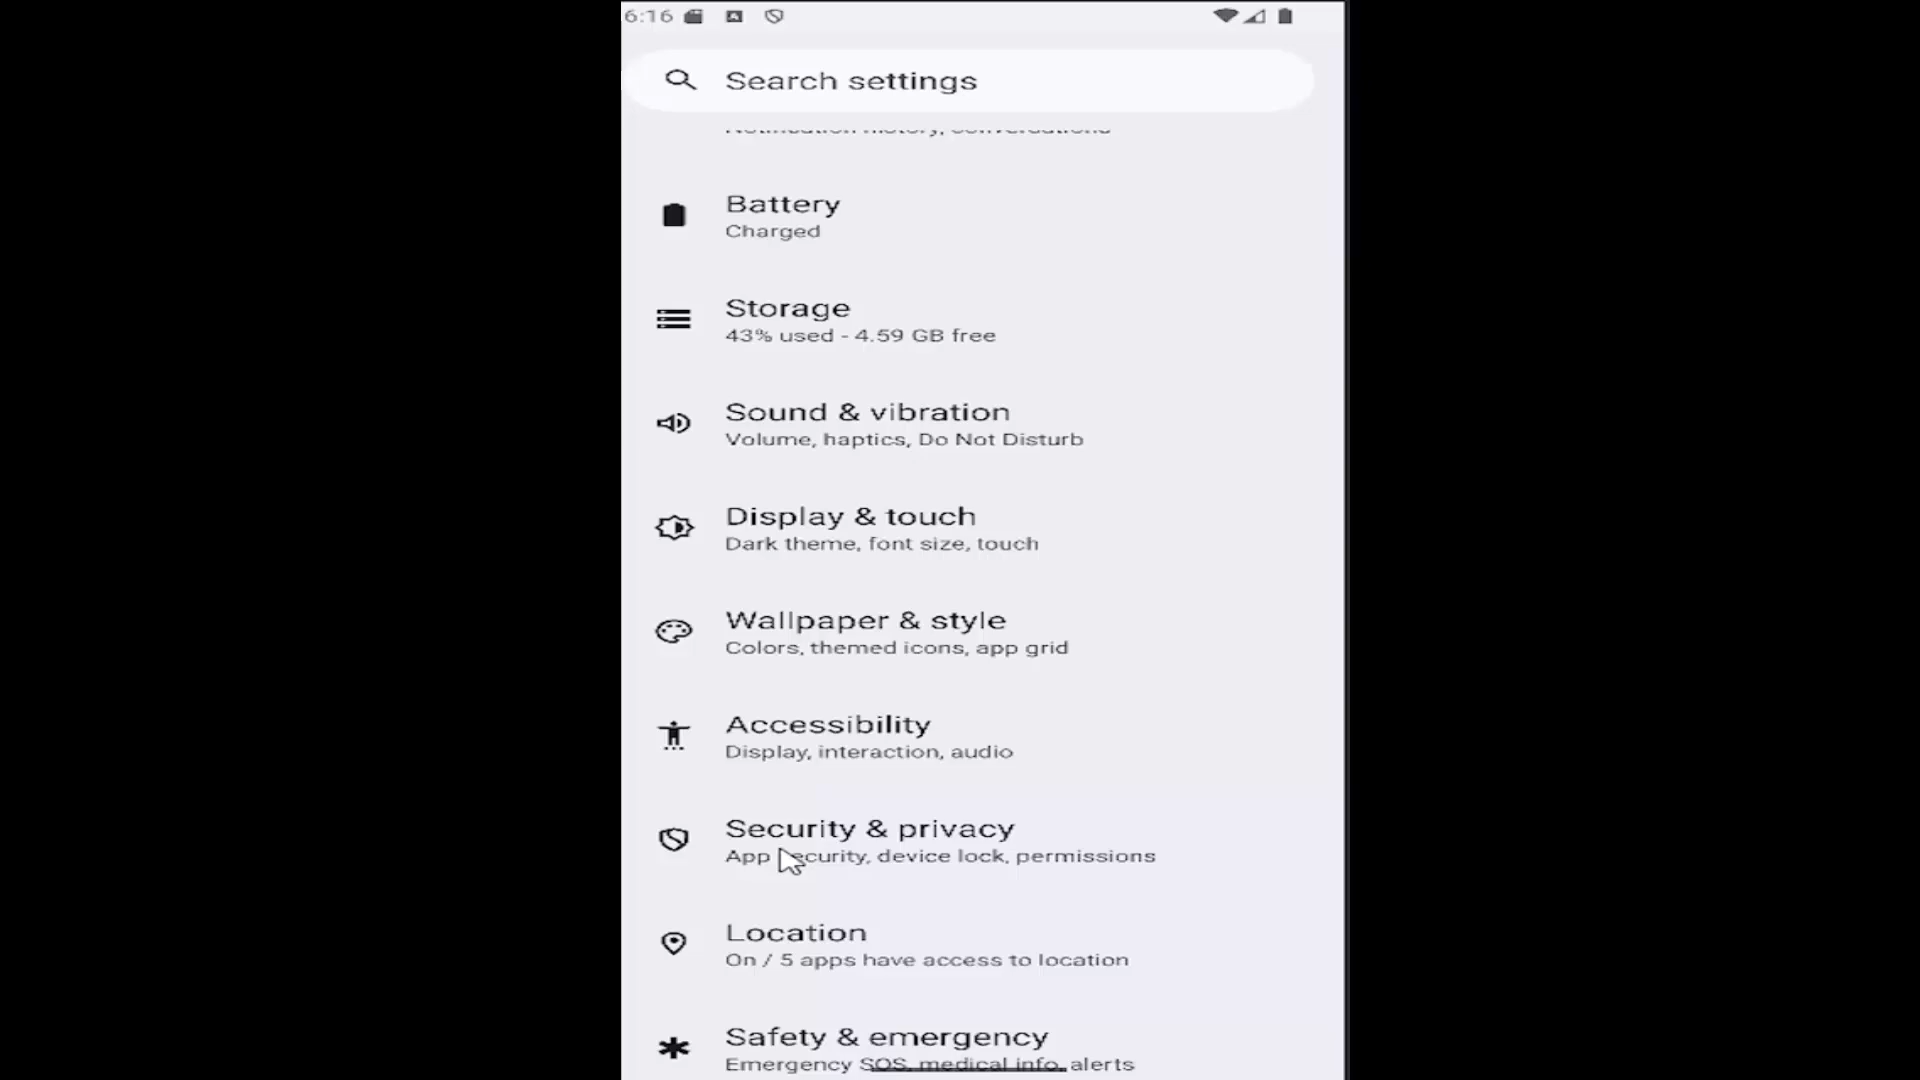 6:16
Search settings
Notification history, conversations
Battery
Charged
Storage
43% used - 4.59 GB free
Sound & vibration
Volume, haptics, Do Not Disturb
Display & touch
Dark theme, font size, touch
Wallpaper & style
Colors, themed icons, app grid
Accessibility
Display, interaction, audio
Security & privacy
App security, device lock, permissions
Location
On / 5 apps have access to location
Safety & emergency
Emergency SOS, medical info, alerts